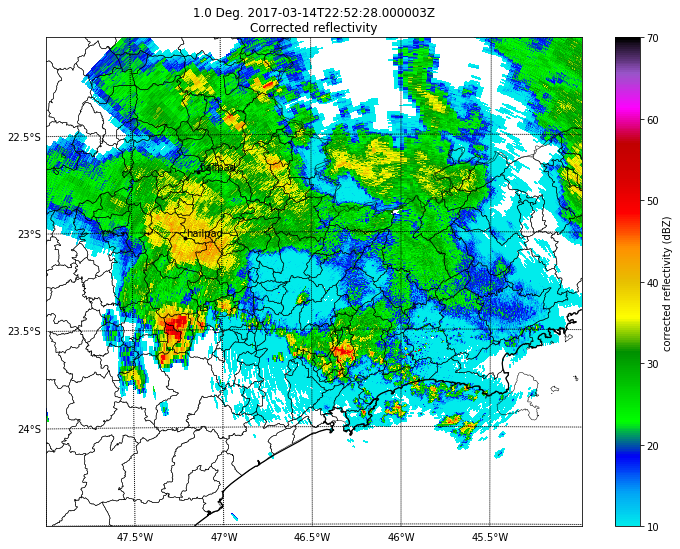 1.0 Deg. 2017-03-14T22:52:28.000003Z
Corrected reflectivity
70
60
50
40
30
20
10
corrected reflectivity (dBZ)
22.5°S
23°S
23.5°S
24°S
hailpad
hailpad
47.5°W
47°W
46.5°W
46°W
45.5°W